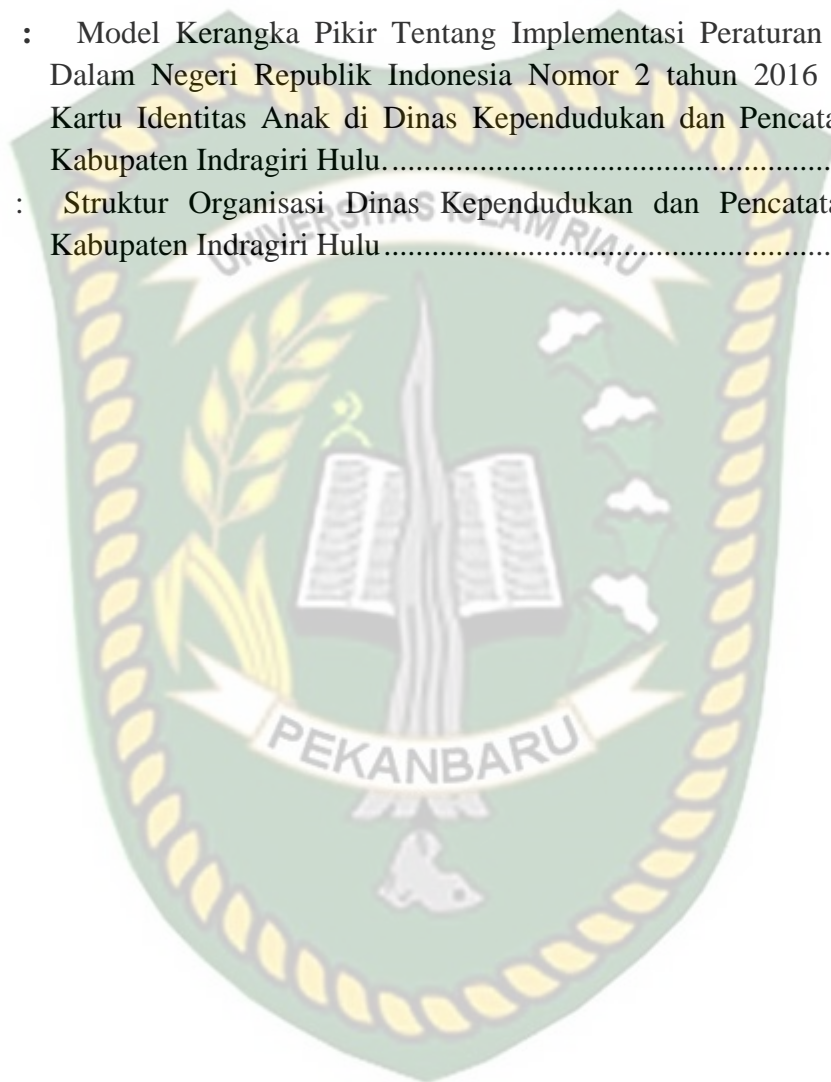 : Model Kerangka Pikir Tentang Implementasi Peraturan
Dalam Negeri Republik Indonesia Nomor 2 tahun 2016
Kartu Identitas Anak di Dinas Kependudukan dan Pencata
Kabupaten Indragiri Hulu.........................................................
: Struktur Organisasi Dinas Kependudukan dan Pencatata
Kabupaten Indragiri Hulu.........................................................
UNIVERSITAS ISLAM RIAU
PEKANBARU